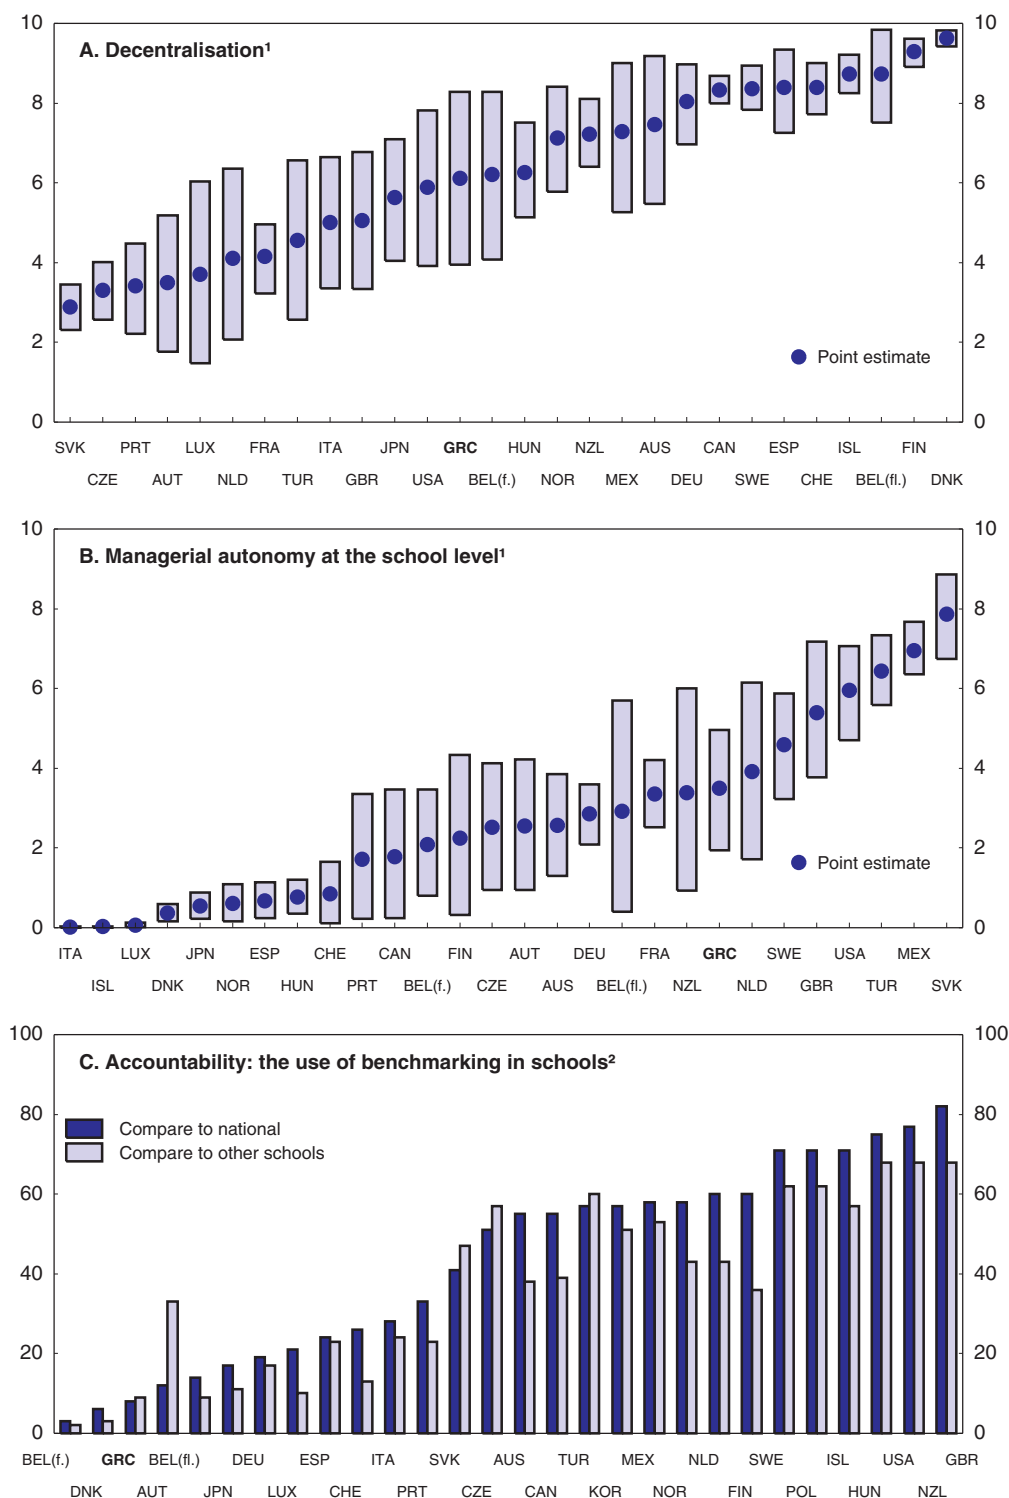 A. Decentralisation¹
10 10
8 8
6 6
4 4
2 2
0 0
Point estimate
SVK PRT LUX FRA ITA JPN GRC HUN NZL AUS CAN ESP ISL FIN
CZE AUT NLD TUR GBR USA BEL(f.) NOR MEX DEU SWE CHE BEL(fl.) DNK
B. Managerial autonomy at the school level¹
10 10
8 8
6 6
4 4
2 2
0 0
Point estimate
ITA LUX JPN ESP CHE CAN FIN AUT DEU FRA GRC SWE USA MEX
ISL DNK NOR HUN PRT BEL(f.) CZE AUS BEL(fl.) NZL NLD GBR TUR SVK
C. Accountability: the use of benchmarking in schools²
100 100
80 80
60 60
40 40
20 20
0 0
Compare to national
Compare to other schools
BEL(f.) GRC BEL(fl.) DEU ESP ITA SVK AUS TUR MEX NLD SWE ISL USA GBR
DNK AUT JPN LUX CHE PRT CZE CAN KOR NOR FIN POL HUN NZL